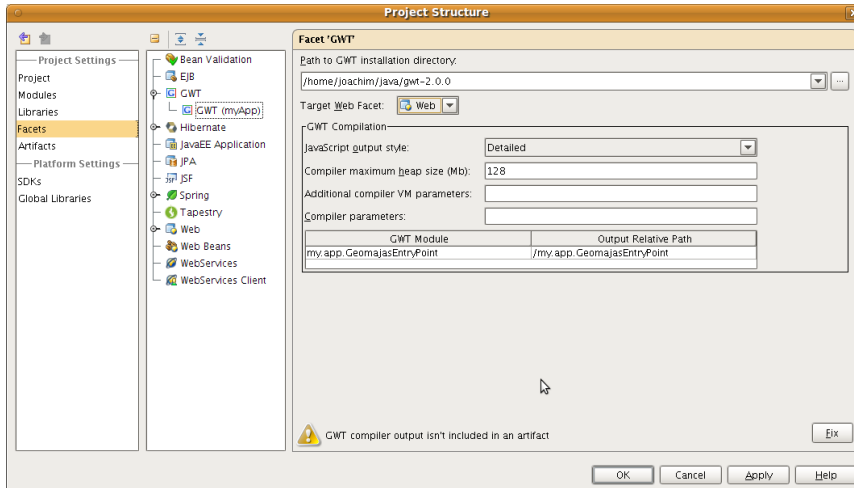 Project Structure
Project Settings
Project
Modules
Libraries
Facets
Artifacts
Platform Settings
SDKs
Global Libraries
Bean Validation
EJB
GWT
GWT (myApp)
Hibernate
JavaEE Application
JPA
JSF
Spring
Tapestry
Web
Web Beans
WebServices
WebServices Client
Facet 'GWT'
Path to GWT installation directory:
/home/joachim/java/gwt-2.0.0
...
Target Web Facet: Web
GWT Compilation
JavaScript output style: Detailed
Compiler maximum heap size (Mb): 128
Additional compiler VM parameters:
Compiler parameters:
GWT Module Output Relative Path
my.app.GeomajasEntryPoint /my.app.GeomajasEntryPoint
GWT compiler output isn't included in an artifact
Fix
OK Cancel Apply Help